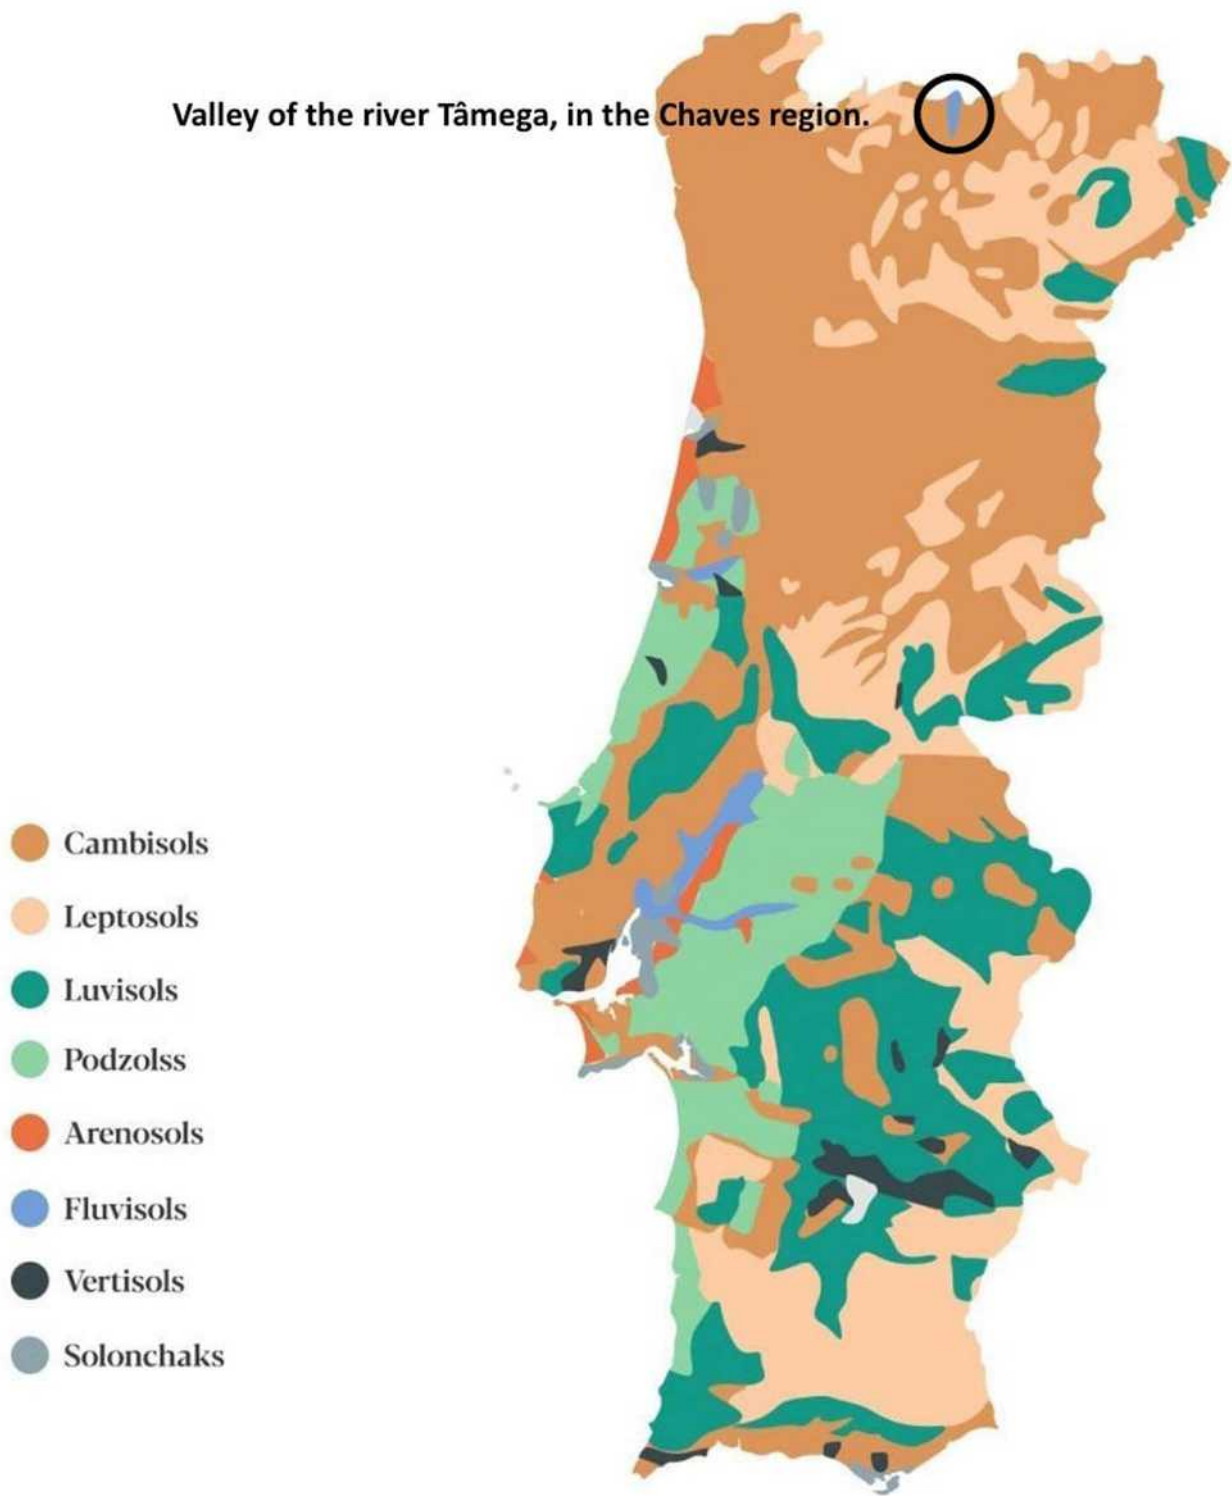 Valley of the river Tâmega, in the Chaves region.
Cambisols
Leptosols
Luvisols
Podzolss
Arenosols
Fluvisols
Vertisols
Solonchaks